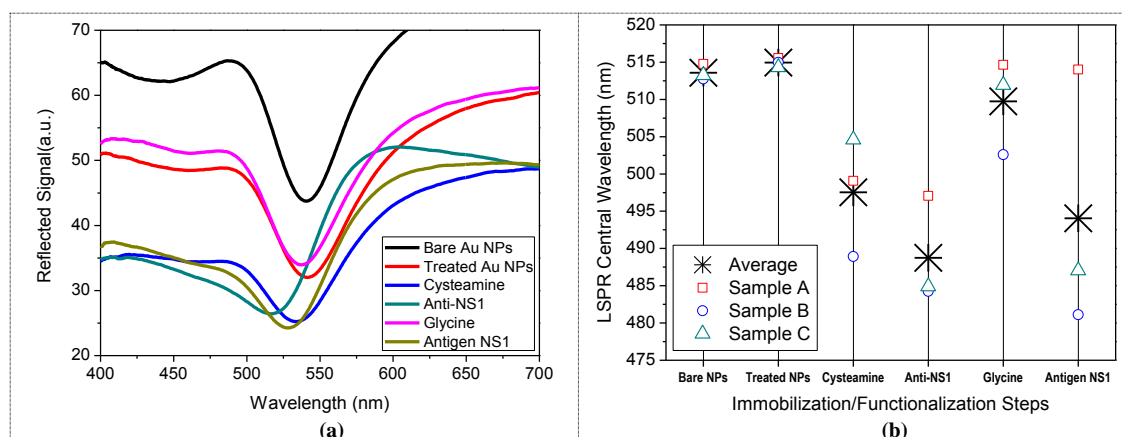 70
60
50
40
30
20
400 450 500 550 600 650 700
Reflected Signal(a.u.)
Wavelength (nm)
Bare Au NPs
Treated Au NPs
Cysteamine
Anti-NS1
Glycine
Antigen NS1
(a)
520
515
510
505
500
495
490
485
480
475
LSPR Central Wavelength (nm)
Average
Sample A
Sample B
Sample C
Bare NPs Treated NPs Cysteamine Anti-NS1 Glycine Antigen NS1
Immobilization/Functionalization Steps
(b)